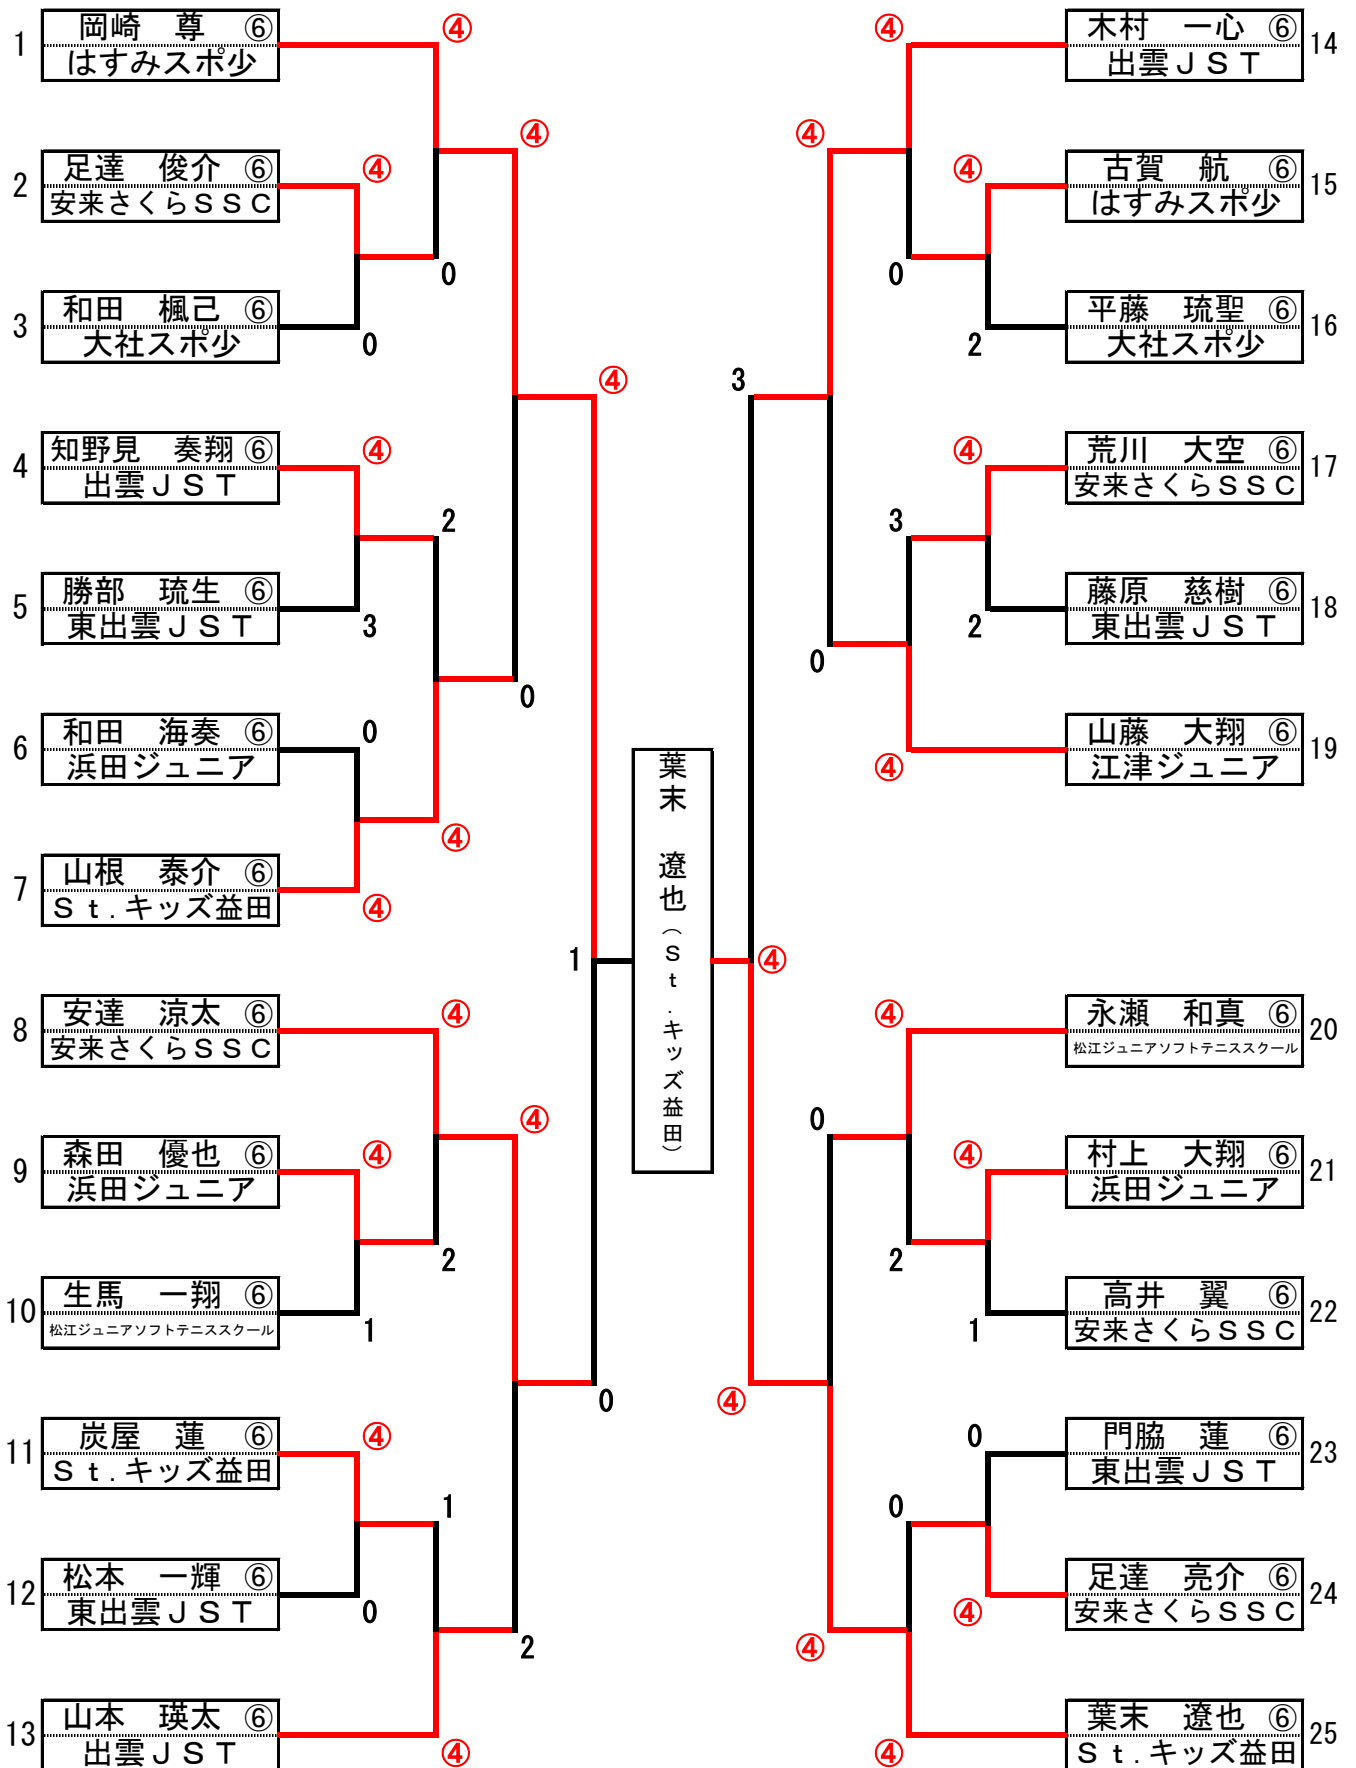 1
岡崎　尊 ⑥
はすみスポ少
④
2
足達　俊介 ⑥
安来さくらＳＳＣ
④
④
0
3
和田　楓己 ⑥
大社スポ少
0
④
4
知野見　奏翔 ⑥
出雲ＪＳＴ
④
2
5
勝部　琉生 ⑥
東出雲ＪＳＴ
3
0
6
和田　海奏 ⑥
浜田ジュニア
0
④
7
山根　泰介 ⑥
Ｓｔ.キッズ益田
④
1
8
安達　涼太 ⑥
安来さくらＳＳＣ
④
④
9
森田　優也 ⑥
浜田ジュニア
④
2
10
生馬　一翔 ⑥
松江ジュニアソフトテニススクール
1
0
11
炭屋　蓮 ⑥
Ｓｔ.キッズ益田
④
1
12
松本　一輝 ⑥
東出雲ＪＳＴ
0
2
13
山本　瑛太 ⑥
出雲ＪＳＴ
④
葉末　遼也（Ｓｔ.キッズ益田）
④
木村　一心 ⑥
出雲ＪＳＴ
14
④
④
古賀　航 ⑥
はすみスポ少
15
0
2
平藤　琉聖 ⑥
大社スポ少
16
3
④
荒川　大空 ⑥
安来さくらＳＳＣ
17
3
2
藤原　慈樹 ⑥
東出雲ＪＳＴ
18
0
④
山藤　大翔 ⑥
江津ジュニア
19
④
④
永瀬　和真 ⑥
松江ジュニアソフトテニススクール
20
0
④
村上　大翔 ⑥
浜田ジュニア
21
2
1
高井　翼 ⑥
安来さくらＳＳＣ
22
④
0
門脇　蓮 ⑥
東出雲ＪＳＴ
23
0
④
足達　亮介 ⑥
安来さくらＳＳＣ
24
④
④
葉末　遼也 ⑥
Ｓｔ.キッズ益田
25